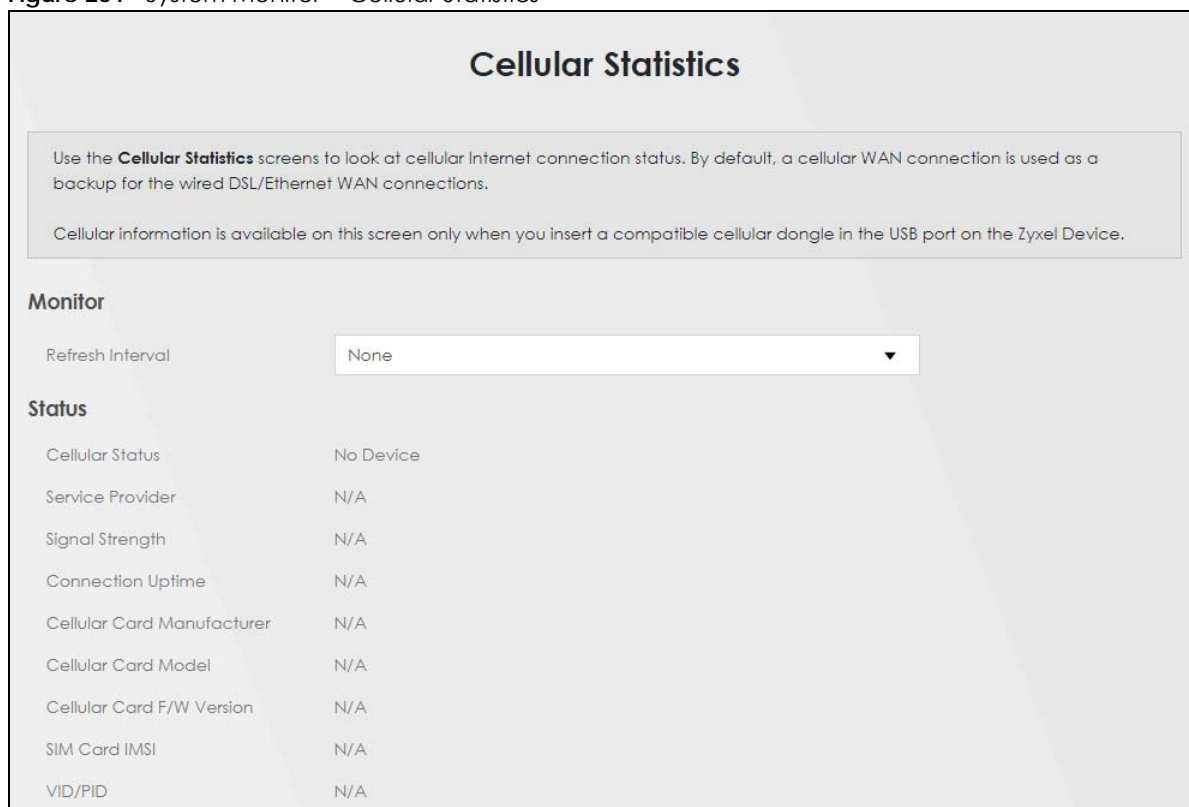 Cellular Statistics
Use the Cellular Statistics screens to look at cellular Internet connection status. By default, a cellular WAN connection is used as a
backup for the wired DSL/Ethernet WAN connections.
Cellular information is available on this screen only when you insert a compatible cellular dongle in the USB port on the Zyxel Device.
Monitor
Refresh Interval None
Status
Cellular Status No Device
Service Provider N/A
Signal Strength N/A
Connection Uptime N/A
Cellular Card Manufacturer N/A
Cellular Card Model N/A
Cellular Card F/W Version N/A
SIM Card IMSI N/A
VID/PID N/A